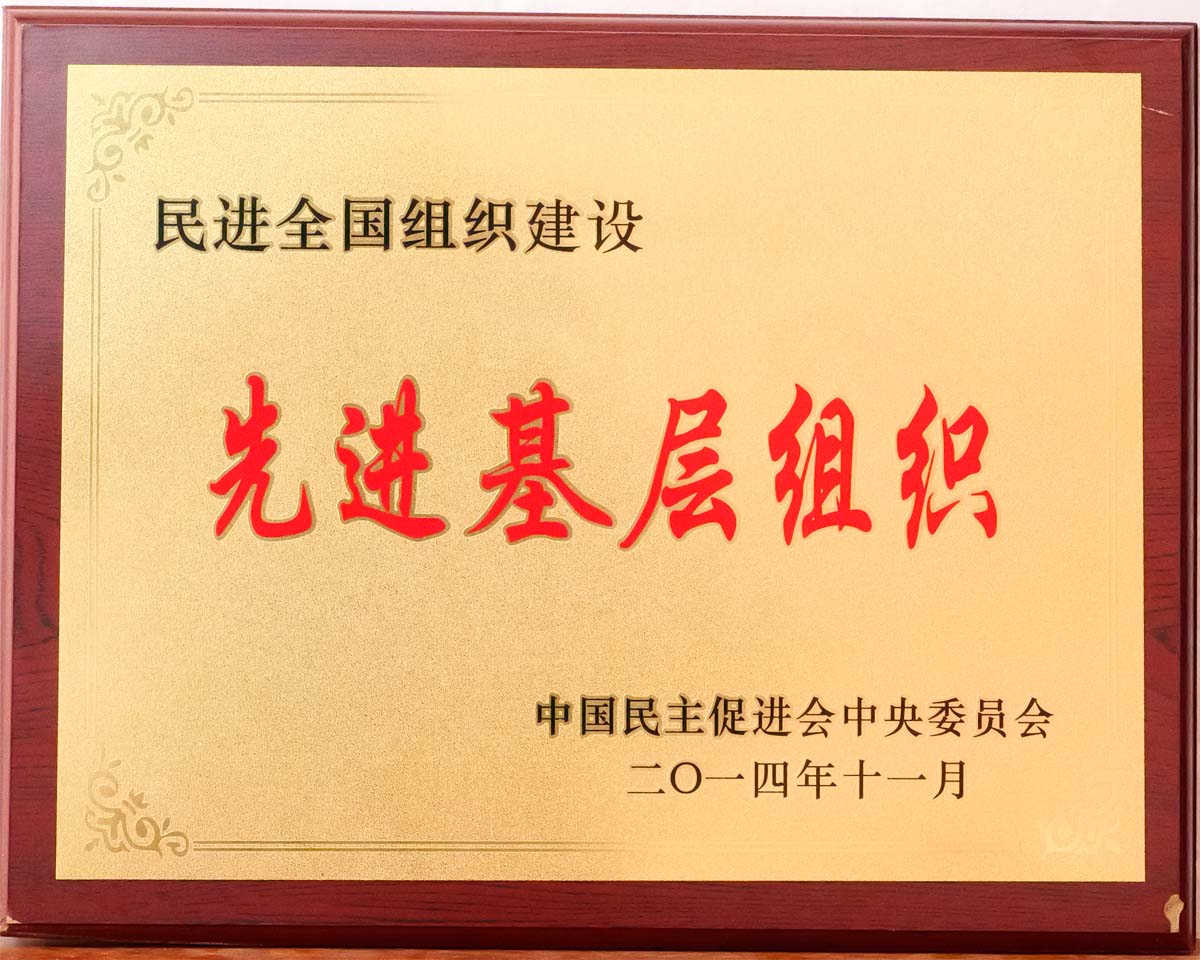 民进全国组织建设
先进基层组织
中国民主促进会中央委员会
二〇一四年十一月